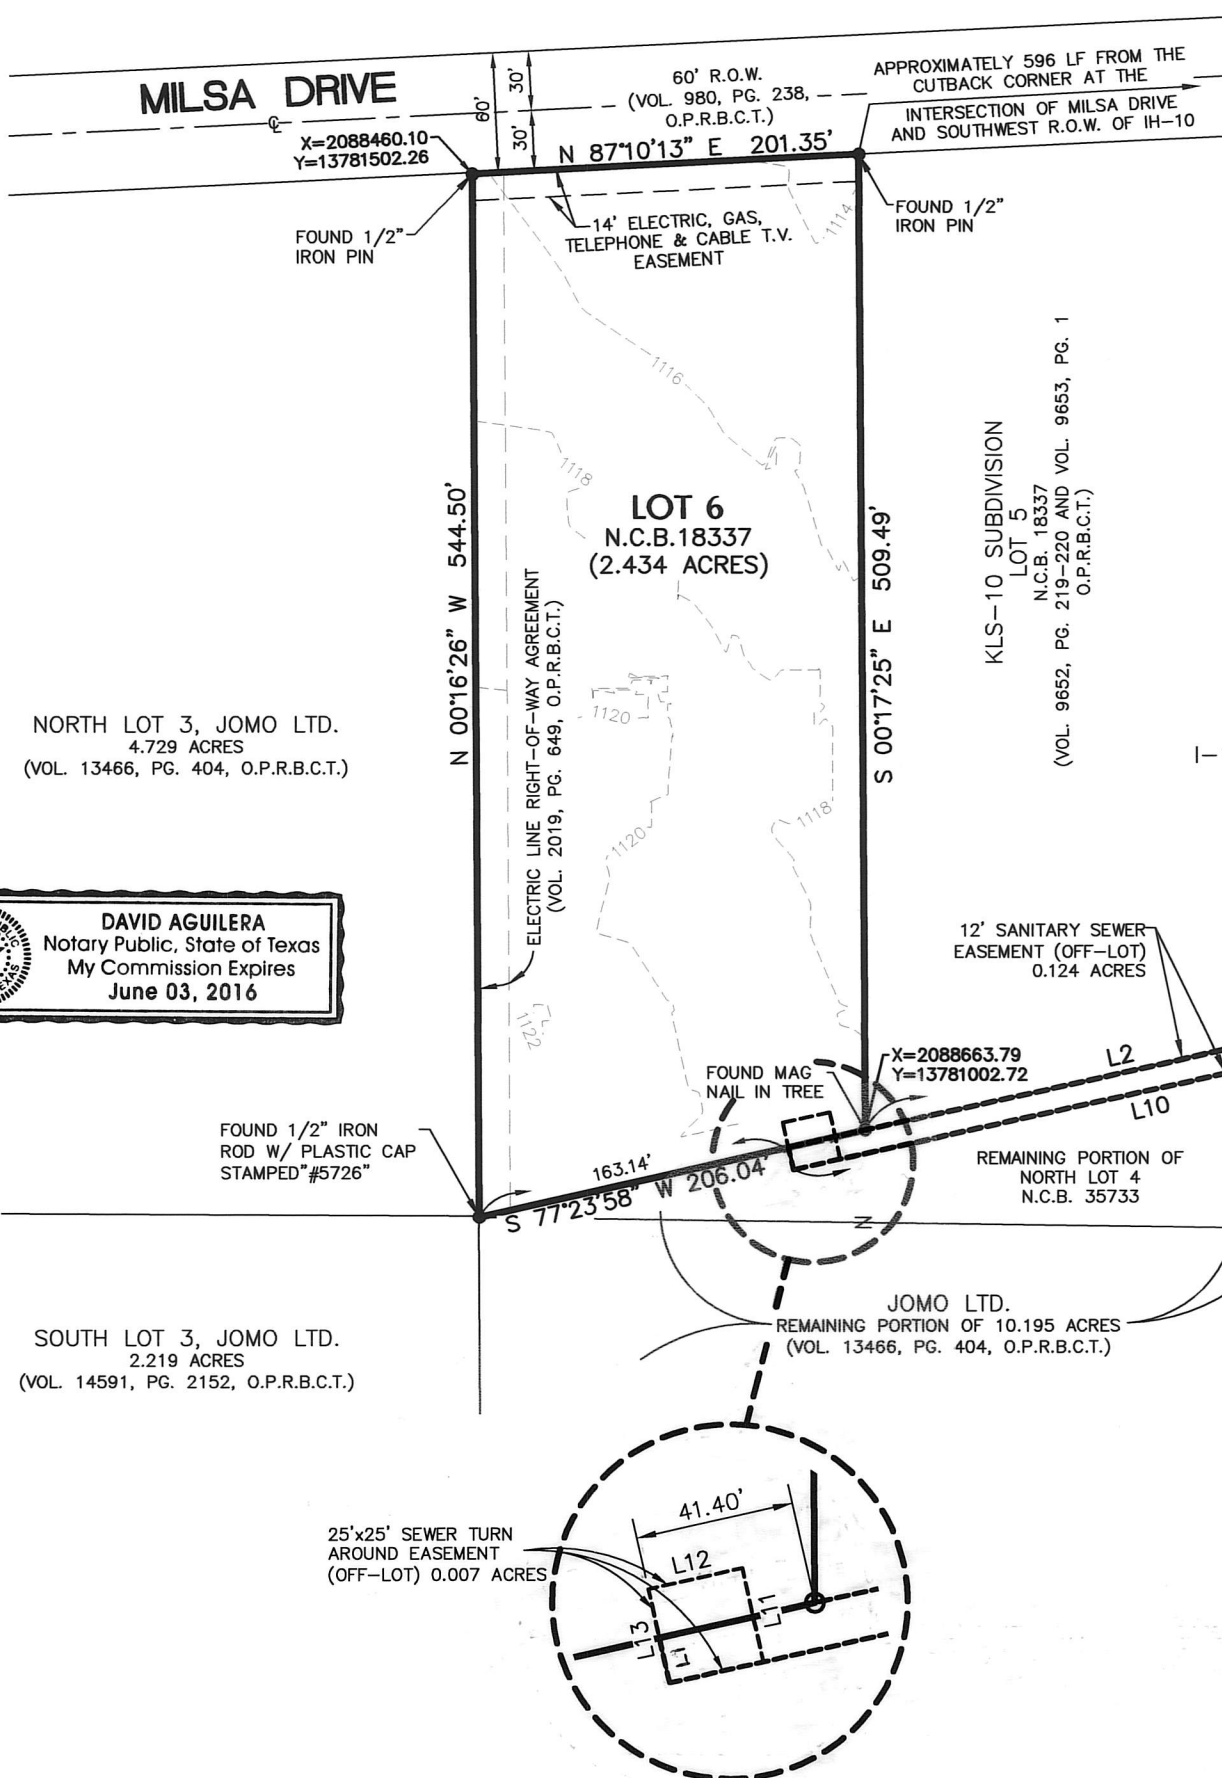 MILSA DRIVE
℄
60'
30'
30'
60' R.O.W.
(VOL. 980, PG. 238,
O.P.R.B.C.T.)
APPROXIMATELY 596 LF FROM THE
CUTBACK CORNER AT THE
INTERSECTION OF MILSA DRIVE
AND SOUTHWEST R.O.W. OF IH-10
X=2088460.10
Y=13781502.26
N 87°10'13" E 201.35'
FOUND 1/2"
IRON PIN
14' ELECTRIC, GAS,
TELEPHONE & CABLE T.V.
EASEMENT
1114
FOUND 1/2"
IRON PIN
1116
1118
N 00°16'26" W 544.50'
LOT 6
N.C.B.18337
(2.434 ACRES)
S 00°17'25" E 509.49'
KLS-10 SUBDIVISION
LOT 5
N.C.B. 18337
(VOL. 9652, PG. 219-220 AND VOL. 9653, PG. 1
O.P.R.B.C.T.)
ELECTRIC LINE RIGHT-OF-WAY AGREEMENT
(VOL. 2019, PG. 649, O.P.R.B.C.T.)
1120
NORTH LOT 3, JOMO LTD.
4.729 ACRES
(VOL. 13466, PG. 404, O.P.R.B.C.T.)
1118
1120
DAVID AGUILERA
Notary Public, State of Texas
My Commission Expires
June 03, 2016
1122
12' SANITARY SEWER
EASEMENT (OFF-LOT)
0.124 ACRES
X=2088663.79
Y=13781002.72
L2
L10
FOUND MAG
NAIL IN TREE
FOUND 1/2" IRON
ROD W/ PLASTIC CAP
STAMPED"#5726"
163.14'
S 77°23'58" W 206.04'
REMAINING PORTION OF
NORTH LOT 4
N.C.B. 35733
N
JOMO LTD.
REMAINING PORTION OF 10.195 ACRES
(VOL. 13466, PG. 404, O.P.R.B.C.T.)
SOUTH LOT 3, JOMO LTD.
2.219 ACRES
(VOL. 14591, PG. 2152, O.P.R.B.C.T.)
41.40'
25'x25' SEWER TURN
AROUND EASEMENT
(OFF-LOT) 0.007 ACRES
L12
L11
L13
L1